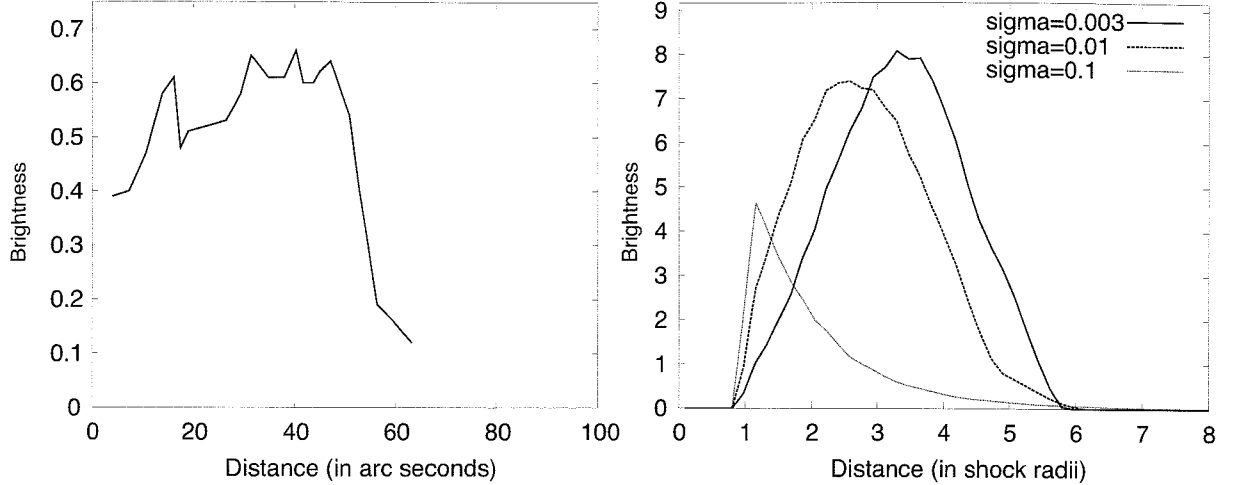 0.7
0.6
0.5
0.4
0.3
0.2
0.1
0
Brightness
0 20 40 60 80 100
Distance (in arc seconds)
9
8
7
6
5
4
3
2
1
0
Brightness
sigma=0.003
sigma=0.01
sigma=0.1
0 1 2 3 4 5 6 7 8
Distance (in shock radii)